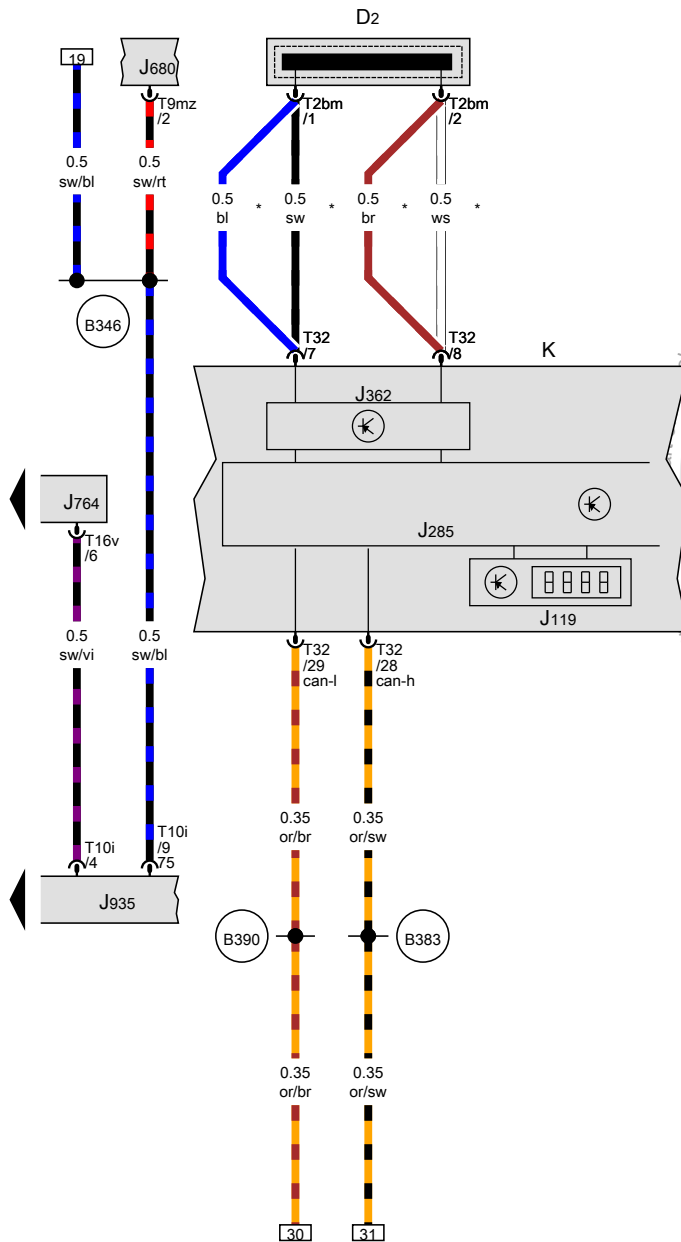 D2
19
J680
T9mz
/2
T2bm
/1
T2bm
/2
0.5
sw/bl
0.5
sw/rt
0.5
bl
*
0.5
sw
*
0.5
br
*
0.5
ws
*
B346
T32
/7
T32
/8
K
J362
J764
T16v
/6
J285
J119
0.5
sw/vi
0.5
sw/bl
T32
/29
can-l
T32
/28
can-h
T10i
/4
T10i
/9
75
0.35
or/br
0.35
or/sw
J935
B390
B383
0.35
or/br
0.35
or/sw
30
31